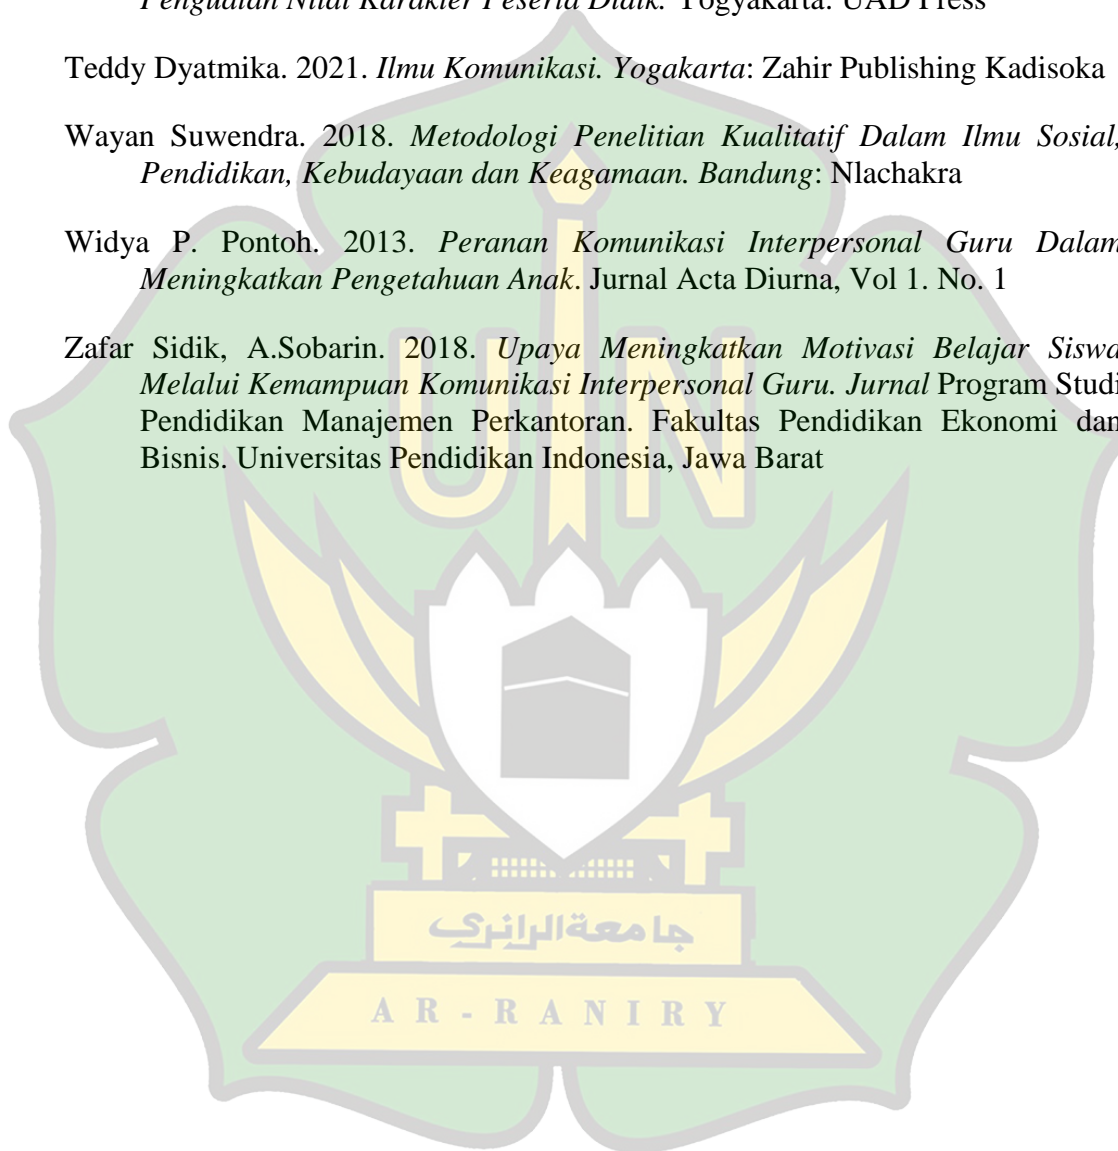 Penguatan Nilai Karakter Peserta Didik. Yogyakarta: UAD Press
Teddy Dyatmika. 2021. Ilmu Komunikasi. Yogakarta: Zahir Publishing Kadisoka
Wayan Suwendra. 2018. Metodologi Penelitian Kualitatif Dalam Ilmu Sosial,
Pendidikan, Kebudayaan dan Keagamaan. Bandung: Nlachakra
Widya P. Pontoh. 2013. Peranan Komunikasi Interpersonal Guru Dalam
Meningkatkan Pengetahuan Anak. Jurnal Acta Diurna, Vol 1. No. 1
Zafar Sidik, A.Sobarin. 2018. Upaya Meningkatkan Motivasi Belajar Siswa
Melalui Kemampuan Komunikasi Interpersonal Guru. Jurnal Program Studi
Pendidikan Manajemen Perkantoran. Fakultas Pendidikan Ekonomi dan
Bisnis. Universitas Pendidikan Indonesia, Jawa Barat
UIN
جامعةالرانرى
AR-RANIRY